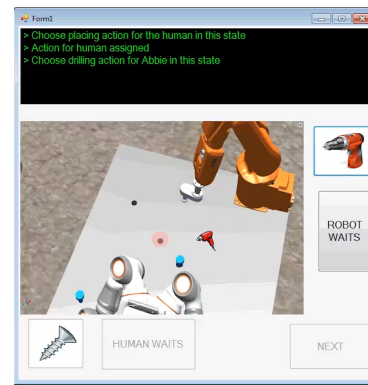 Form1
> Choose placing action for the human in this state
> Action for human assigned
> Choose drilling action for Abbie in this state
ROBOT
WAITS
HUMAN WAITS
NEXT